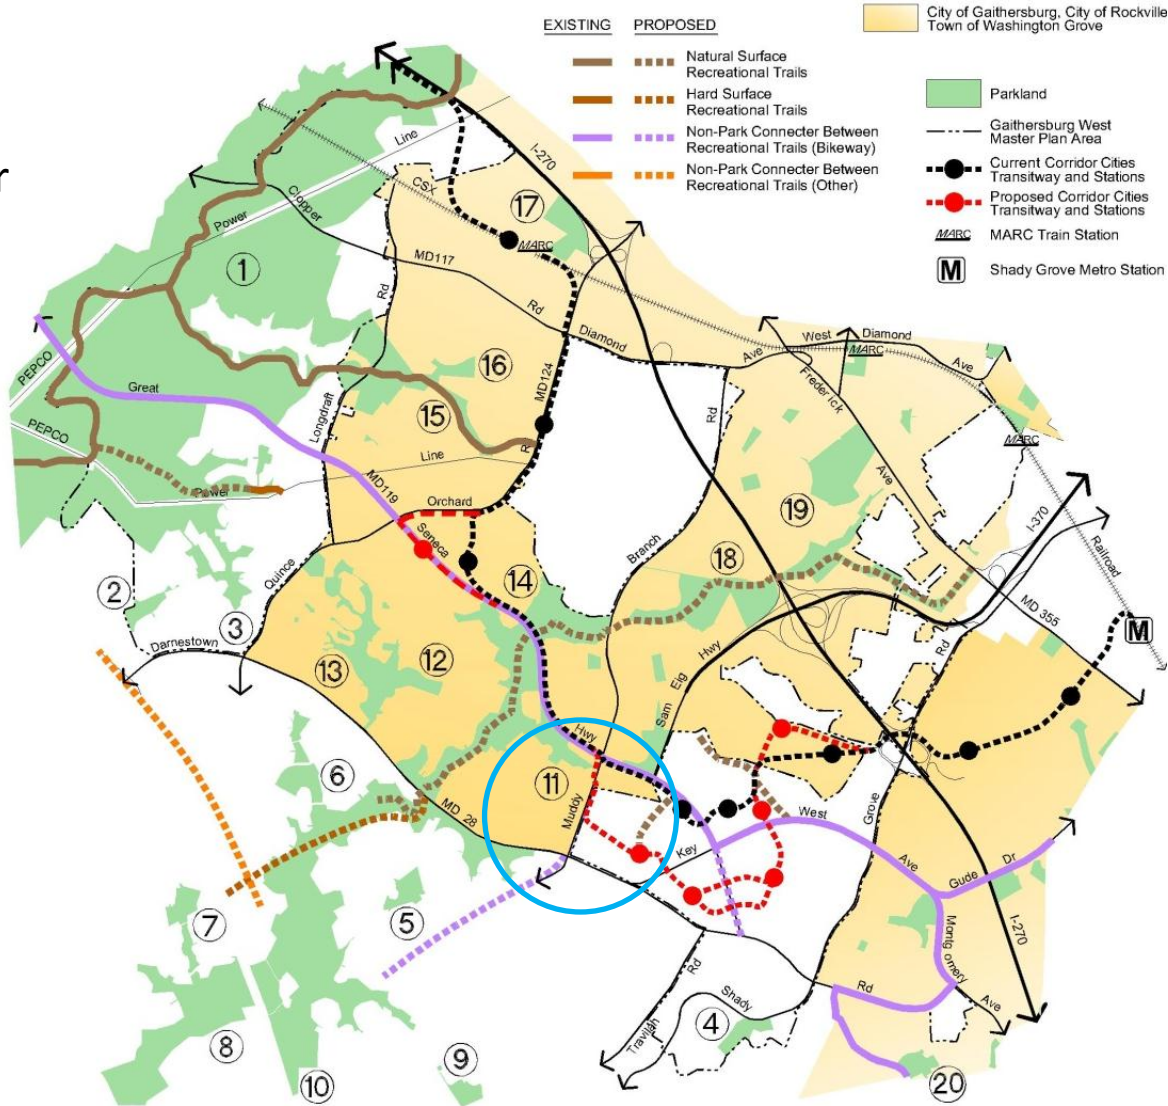 r
EXISTING
PROPOSED
Natural Surface
Recreational Trails
Hard Surface
Recreational Trails
Non-Park Connecter Between
Recreational Trails (Bikeway)
Non-Park Connecter Between
Recreational Trails (Other)
City of Gaithersburg, City of Rockville
Town of Washington Grove
Parkland
Gaithersburg West
Master Plan Area
Current Corridor Cities
Transitway and Stations
Proposed Corridor Cities
Transitway and Stations
MARC
MARC Train Station
M
Shady Grove Metro Station
Line
I-270
CSX
Copper
17
Power
MARC
MD117
1
Rd
Rd
Diamond
West
Diamond
Ave
MARC
Ave
PEPCO
Great
16
MD124
Frederick
Longdraft
15
Rd
R
MARC
PEPCO
MD119
Line
Power
Orchard
Ave
19
I-370
Seneca
Branch
18
Railroad
Quince
14
2
MD 355
3
M
Darnestown
Rd
12
Hwy
13
Elg
Sam
Hwy
11
6
Muddy
MD 28
West
Grove
Key
Ave
Gude
Dr
7
5
Montgomery
I-270
Rd
Rd
Ave
Shady
4
Travilah
8
9
10
20